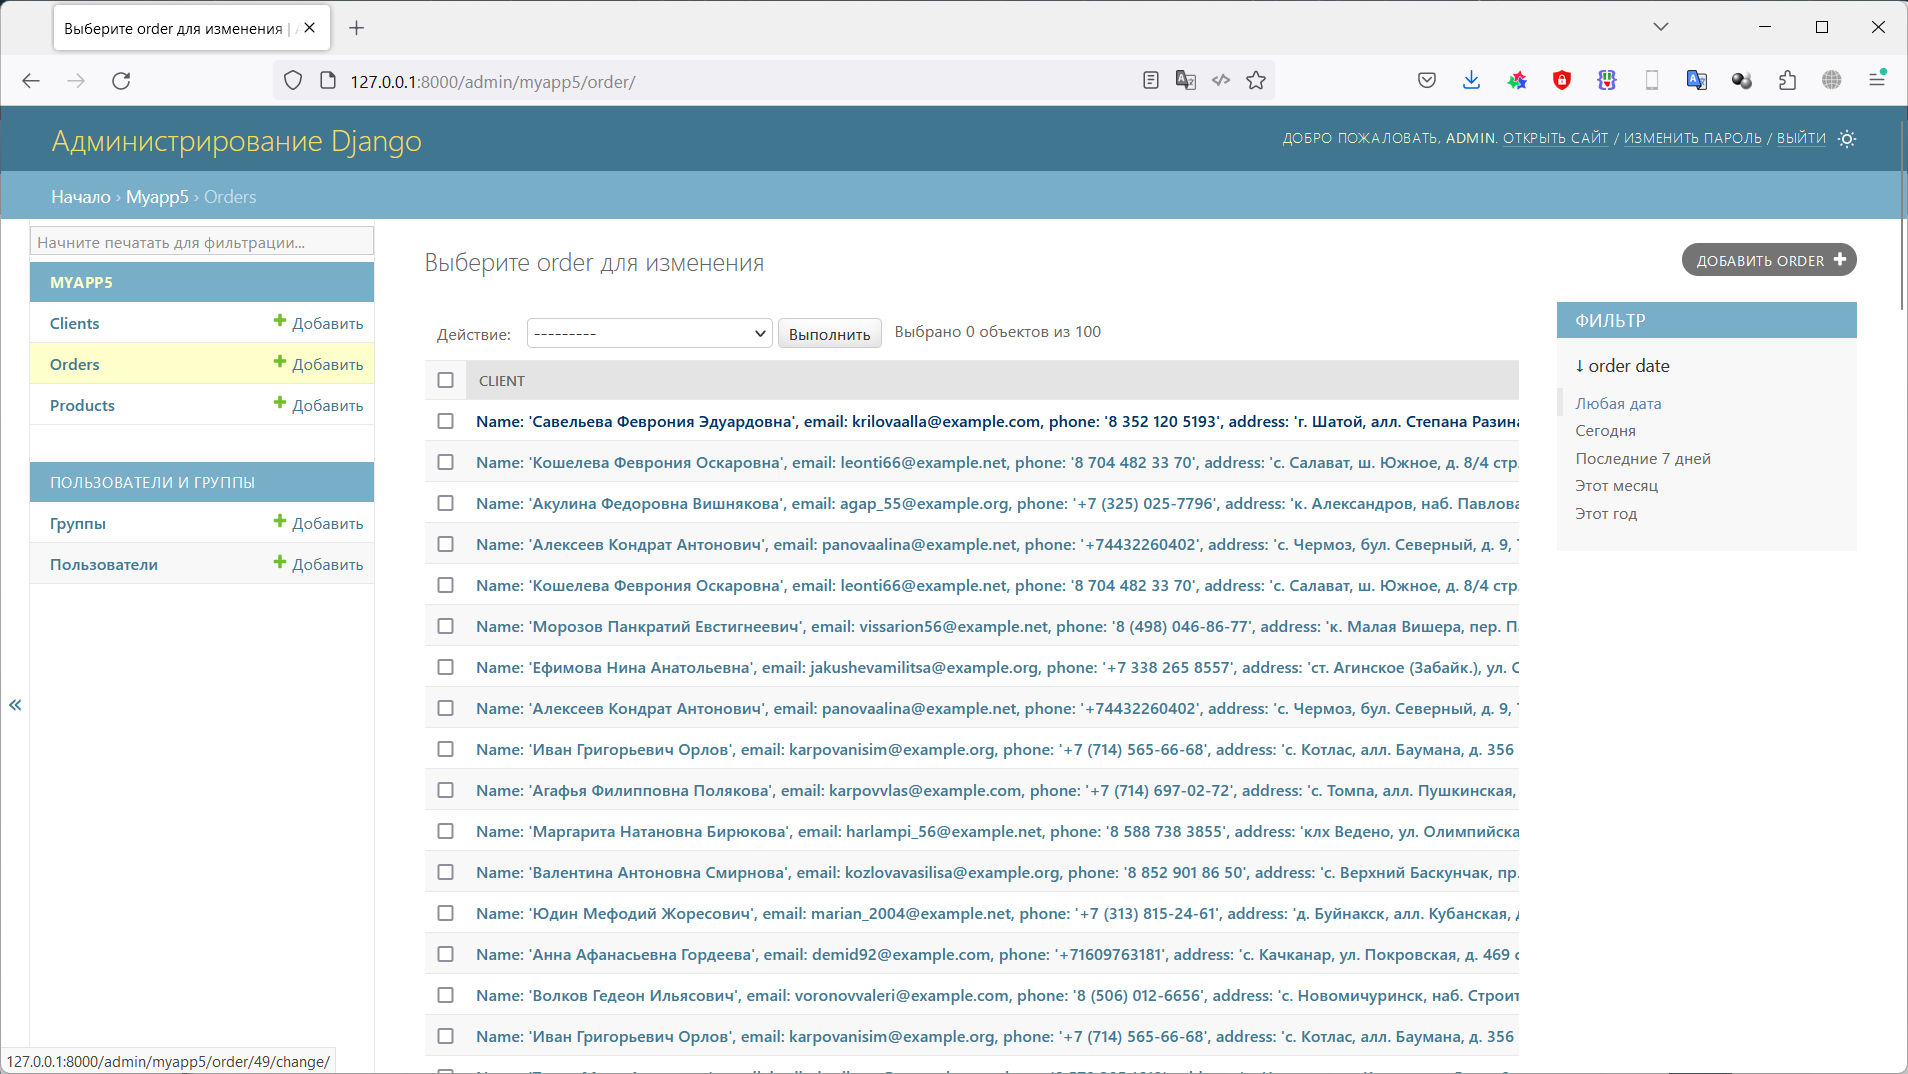 Выберите order для изменения |
127.0.0.1:8000/admin/myapp5/order/
Администрирование Django
ДОБРО ПОЖАЛОВАТЬ, ADMIN. ОТКРЫТЬ САЙТ / ИЗМЕНИТЬ ПАРОЛЬ / ВЫЙТИ
Начало › Myapp5 › Orders
Начните печатать для фильтрации...
MYAPP5
Clients Добавить
Orders Добавить
Products Добавить
ПОЛЬЗОВАТЕЛИ И ГРУППЫ
Группы Добавить
Пользователи Добавить
«
Выберите order для изменения
ДОБАВИТЬ ORDER
Действие: --------- Выполнить Выбрано 0 объектов из 100
CLIENT
Name: 'Савельева Феврония Эдуардовна', email: krilovaalla@example.com, phone: '8 352 120 5193', address: 'г. Шатой, алл. Степана Разина
Name: 'Кошелева Феврония Оскаровна', email: leonti66@example.net, phone: '8 704 482 33 70', address: 'с. Салават, ш. Южное, д. 8/4 стр.
Name: 'Акулина Федоровна Вишнякова', email: agap_55@example.org, phone: '+7 (325) 025-7796', address: 'к. Александров, наб. Павлова
Name: 'Алексеев Кондрат Антонович', email: panovaalina@example.net, phone: '+74432260402', address: 'с. Чермоз, бул. Северный, д. 9,
Name: 'Кошелева Феврония Оскаровна', email: leonti66@example.net, phone: '8 704 482 33 70', address: 'с. Салават, ш. Южное, д. 8/4 стр.
Name: 'Морозов Панкратий Евстигнеевич', email: vissarion56@example.net, phone: '8 (498) 046-86-77', address: 'к. Малая Вишера, пер.
Name: 'Ефимова Нина Анатольевна', email: jakushevamilitsa@example.org, phone: '+7 338 265 8557', address: 'ст. Агинское (Забайк.), ул. С
Name: 'Алексеев Кондрат Антонович', email: panovaalina@example.net, phone: '+74432260402', address: 'с. Чермоз, бул. Северный, д. 9,
Name: 'Иван Григорьевич Орлов', email: karpovanisim@example.org, phone: '+7 (714) 565-66-68', address: 'с. Котлас, алл. Баумана, д. 356
Name: 'Агафья Филипповна Полякова', email: karpovvlas@example.com, phone: '+7 (714) 697-02-72', address: 'с. Томпа, алл. Пушкинская,
Name: 'Маргарита Натановна Бирюкова', email: harlampi_56@example.net, phone: '8 588 738 3855', address: 'клх Ведено, ул. Олимпийска
Name: 'Валентина Антоновна Смирнова', email: kozlovavasilisa@example.org, phone: '8 852 901 86 50', address: 'с. Верхний Баскунчак, пр.
Name: 'Юдин Мефодий Жоресович', email: marian_2004@example.net, phone: '+7 (313) 815-24-61', address: 'д. Буйнакск, алл. Кубанская,
Name: 'Анна Афанасьевна Гордеева', email: demid92@example.com, phone: '+71609763181', address: 'с. Качканар, ул. Покровская, д. 469 с
Name: 'Волков Гедеон Ильясович', email: voronovvaleri@example.com, phone: '8 (506) 012-6656', address: 'с. Новомичуринск, наб. Строит
Name: 'Иван Григорьевич Орлов', email: karpovanisim@example.org, phone: '+7 (714) 565-66-68', address: 'с. Котлас, алл. Баумана, д. 356
ФИЛЬТР
↓ order date
Любая дата
Сегодня
Последние 7 дней
Этот месяц
Этот год
127.0.0.1:8000/admin/myapp5/order/49/change/